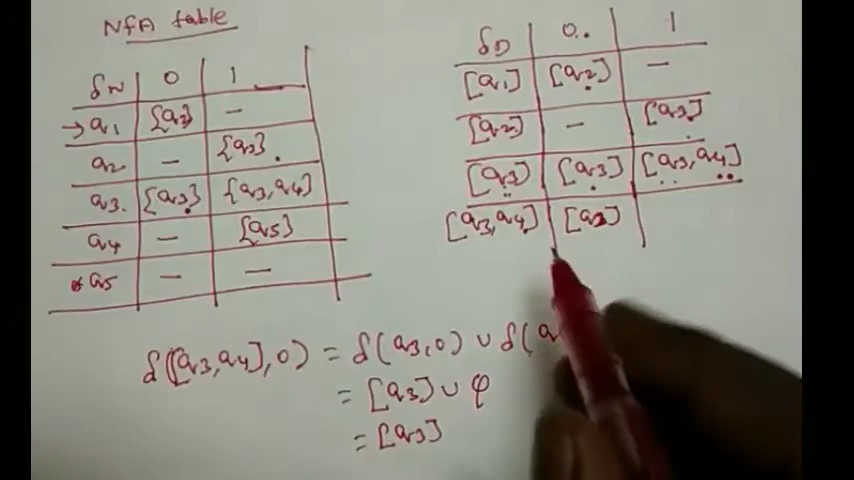 NFA table
δN 0 1
→q1 {q2} -
q2 - {q3}.
q3. {q3} {q3,q4}
q4 - {q5}
*q5 - -
δD 0.. 1
[q1] [q2] -
[q2] - [q3]
[q3] [q3] [q3,q4]
[q3,q4] [q3]
δ([q3,q4],0) = δ(q3,0) ∪ δ(q
= [q3] ∪ φ
= [q3]